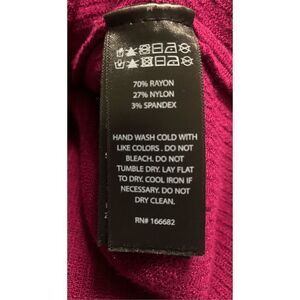 70% RAYON
27% NYLON
3% SPANDEX
HAND WASH COLD WITH
LIKE COLORS . DO NOT
BLEACH. DO NOT
TUMBLE DRY. LAY FLAT
TO DRY. COOL IRON IF
NECESSARY. DO NOT
DRY CLEAN.
RN# 166682